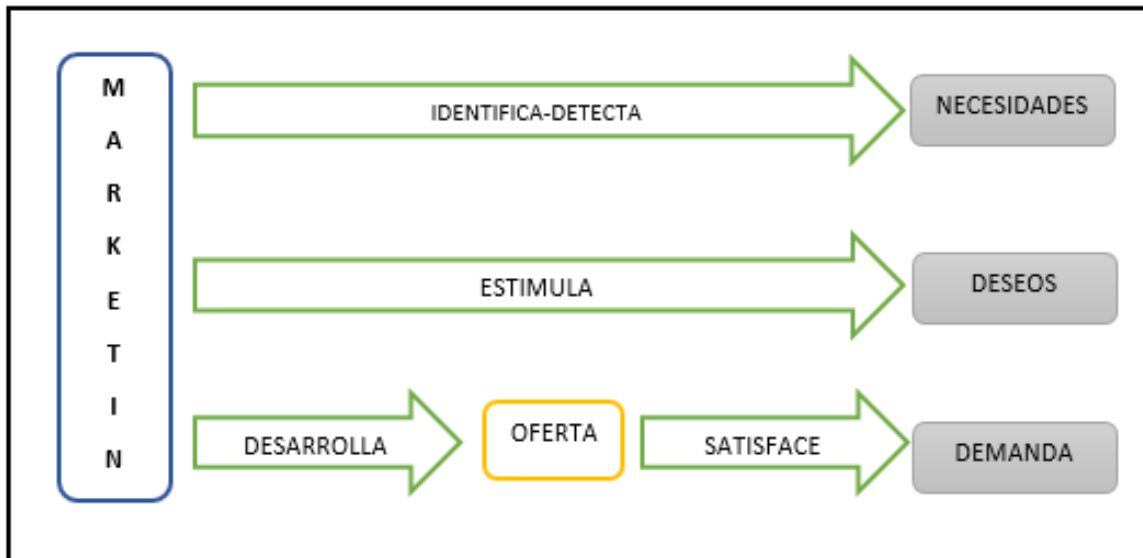 M
A
R
K
E
T
I
N
IDENTIFICA-DETECTA
NECESIDADES
ESTIMULA
DESEOS
DESARROLLA
OFERTA
SATISFACE
DEMANDA